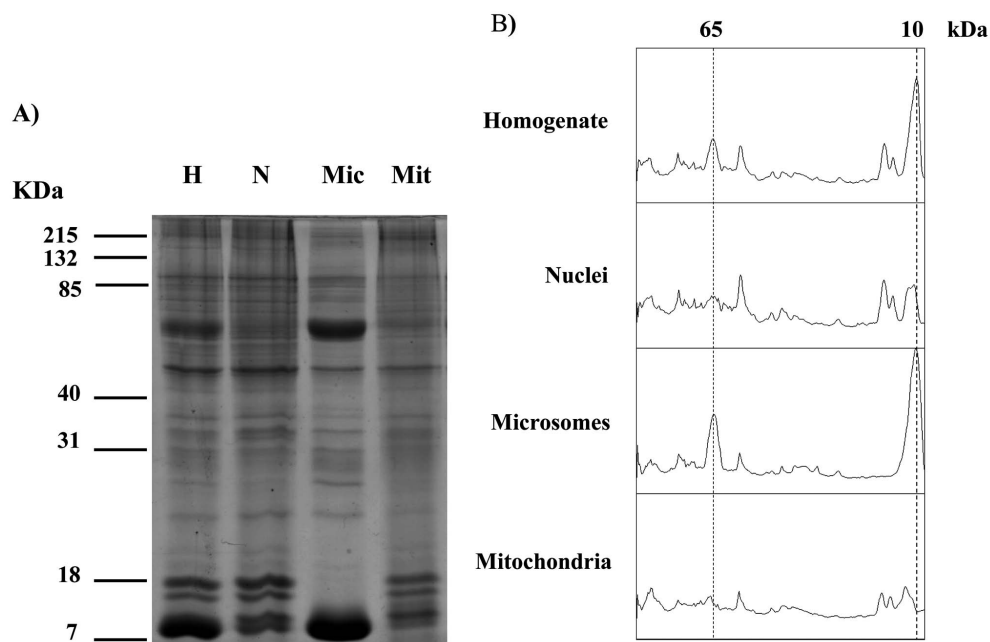 A)
H N Mic Mit
KDa
215
132
85
40
31
18
7
B)
65 10 kDa
Homogenate
Nuclei
Microsomes
Mitochondria